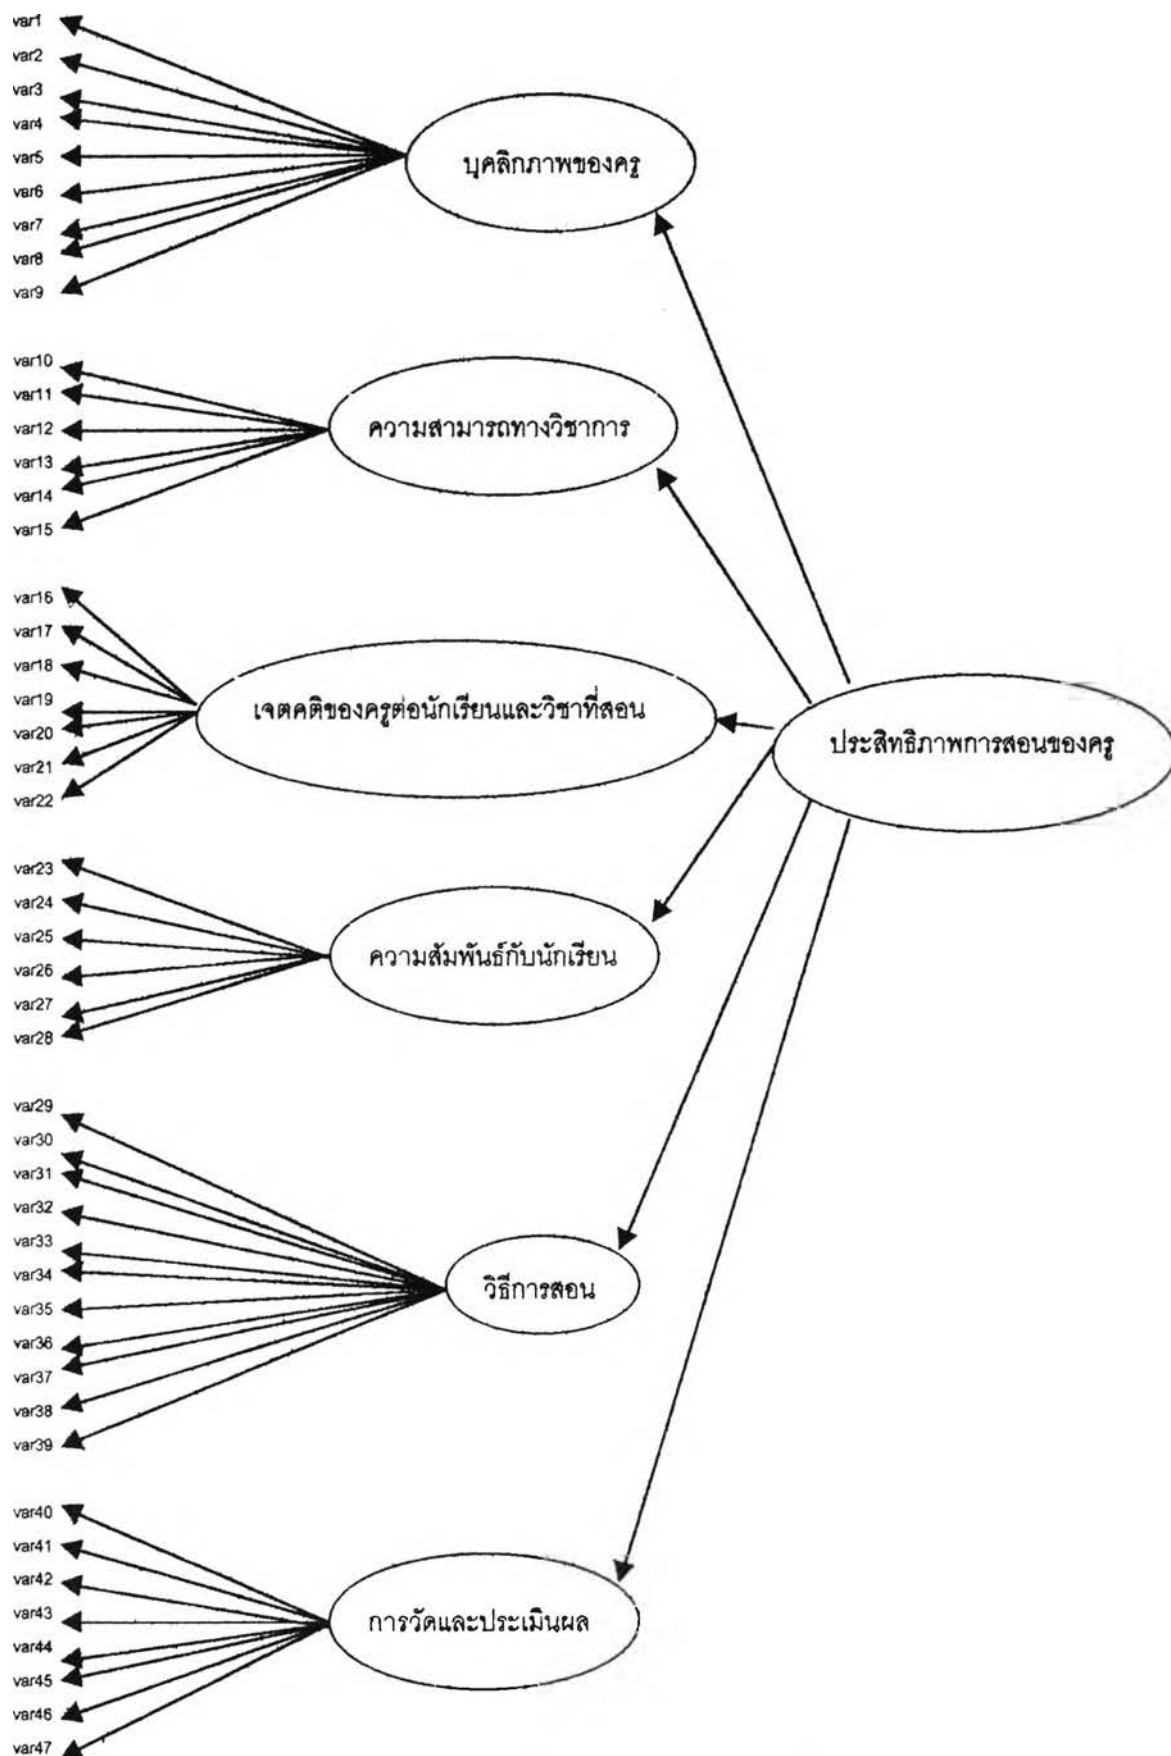 var1
var2
var3
var4
var5
var6
var7
var8
var9
บุคลิกภาพของครู
var10
var11
var12
var13
var14
var15
ความสามารถทางวิชาการ
var16
var17
var18
var19
var20
var21
var22
เจตคติของครูต่อนักเรียนและวิชาที่สอน
ประสิทธิภาพการสอนของครู
var23
var24
var25
var26
var27
var28
ความสัมพันธ์กับนักเรียน
var29
var30
var31
var32
var33
var34
var35
var36
var37
var38
var39
วิธีการสอน
var40
var41
var42
var43
var44
var45
var46
var47
การวัดและประเมินผล